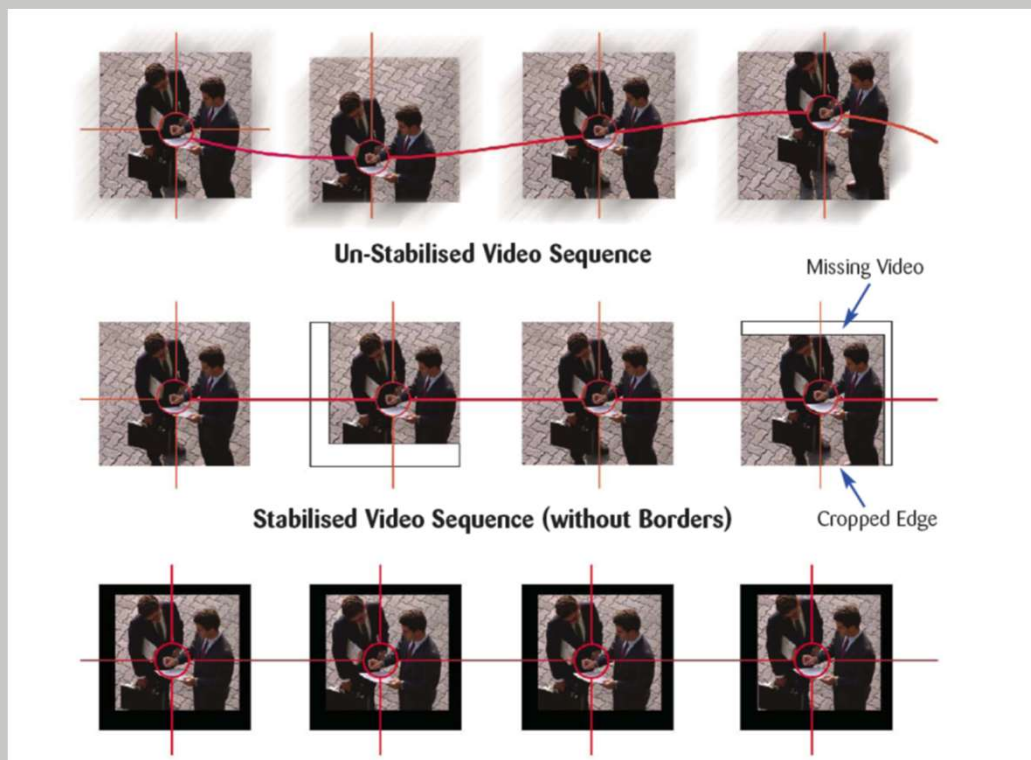 Un-Stabilised Video Sequence
Missing Video
Stabilised Video Sequence (without Borders)
Cropped Edge